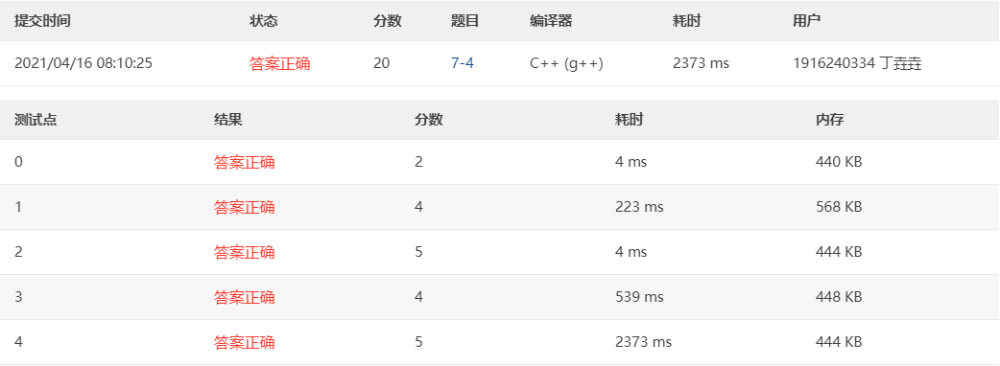 提交时间 状态 分数 题目 编译器 耗时 用户
2021/04/16 08:10:25 答案正确 20 7-4 C++ (g++) 2373 ms 1916240334 丁垚垚
测试点 结果 分数 耗时 内存
0 答案正确 2 4 ms 440 KB
1 答案正确 4 223 ms 568 KB
2 答案正确 5 4 ms 444 KB
3 答案正确 4 539 ms 448 KB
4 答案正确 5 2373 ms 444 KB